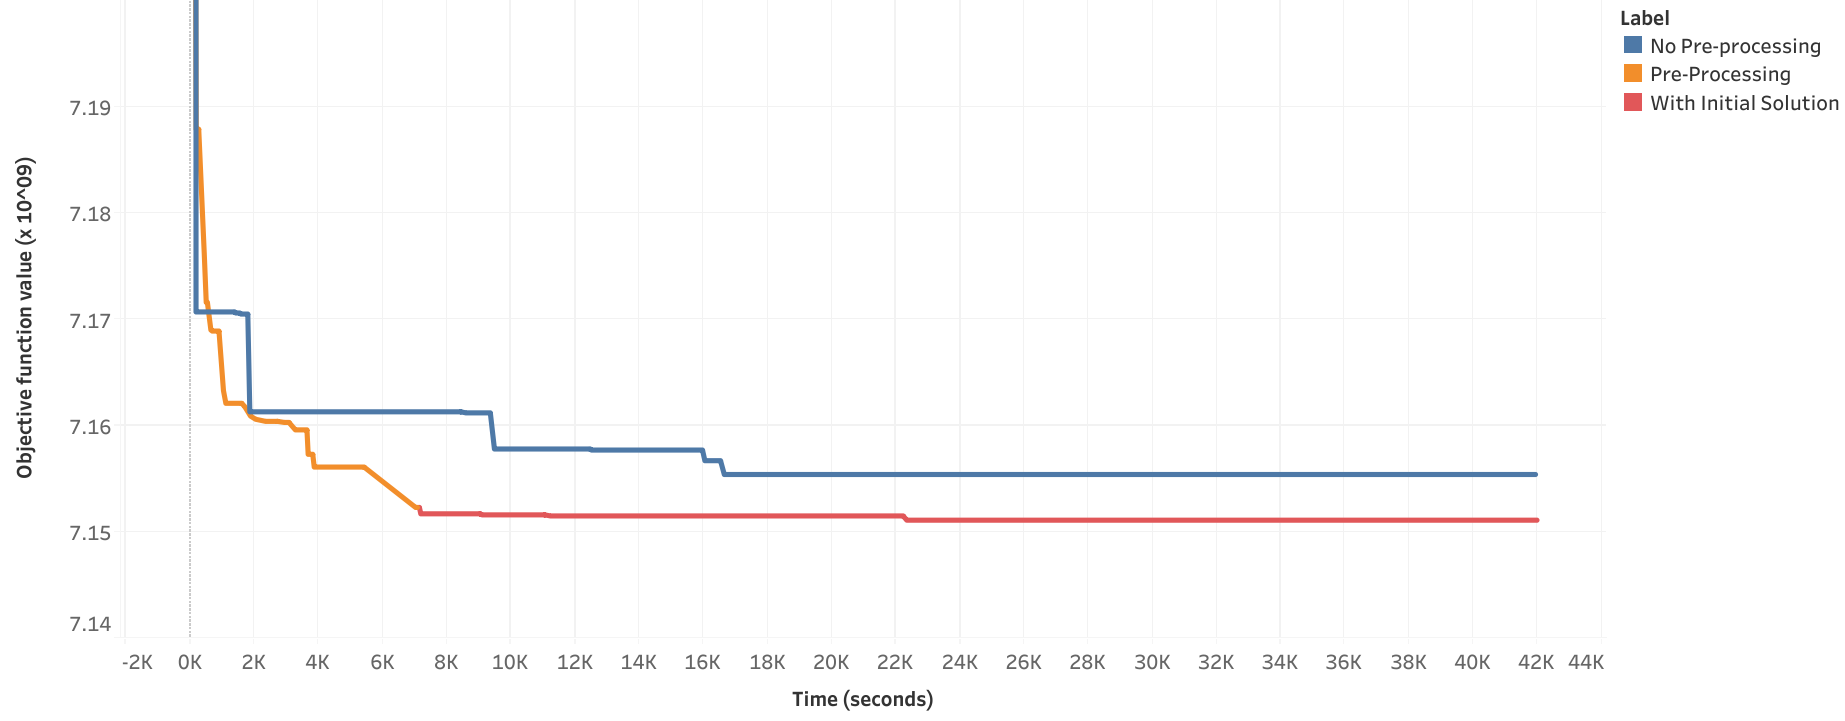 Label
No Pre-processing
Pre-Processing
With Initial Solution
Objective function value (x 10^09)
7.19
7.18
7.17
7.16
7.15
7.14
-2K 0K 2K 4K 6K 8K 10K 12K 14K 16K 18K 20K 22K 24K 26K 28K 30K 32K 34K 36K 38K 40K 42K 44K
Time (seconds)